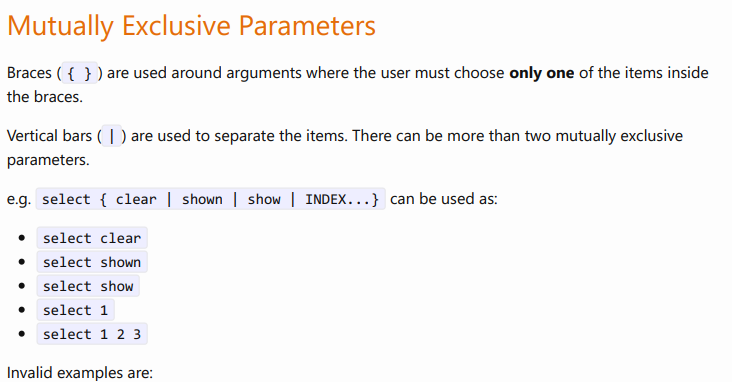 Mutually Exclusive Parameters
Braces ( { } ) are used around arguments where the user must choose only one of the items inside
the braces.
Vertical bars ( | ) are used to separate the items. There can be more than two mutually exclusive
parameters.
e.g. select { clear | shown | show | INDEX...} can be used as:
• select clear
• select shown
• select show
• select 1
• select 1 2 3
Invalid examples are: